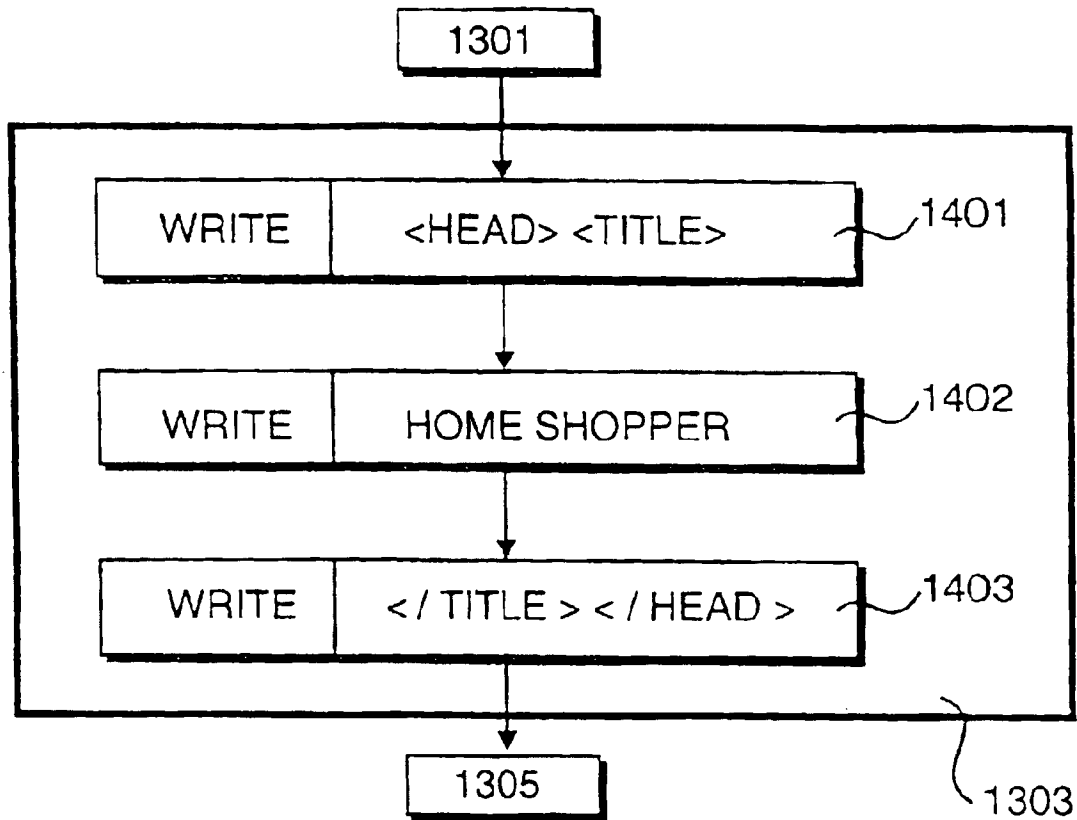 1301
WRITE <HEAD> <TITLE> 1401
WRITE HOME SHOPPER 1402
WRITE < / TITLE > < / HEAD > 1403
1305
1303